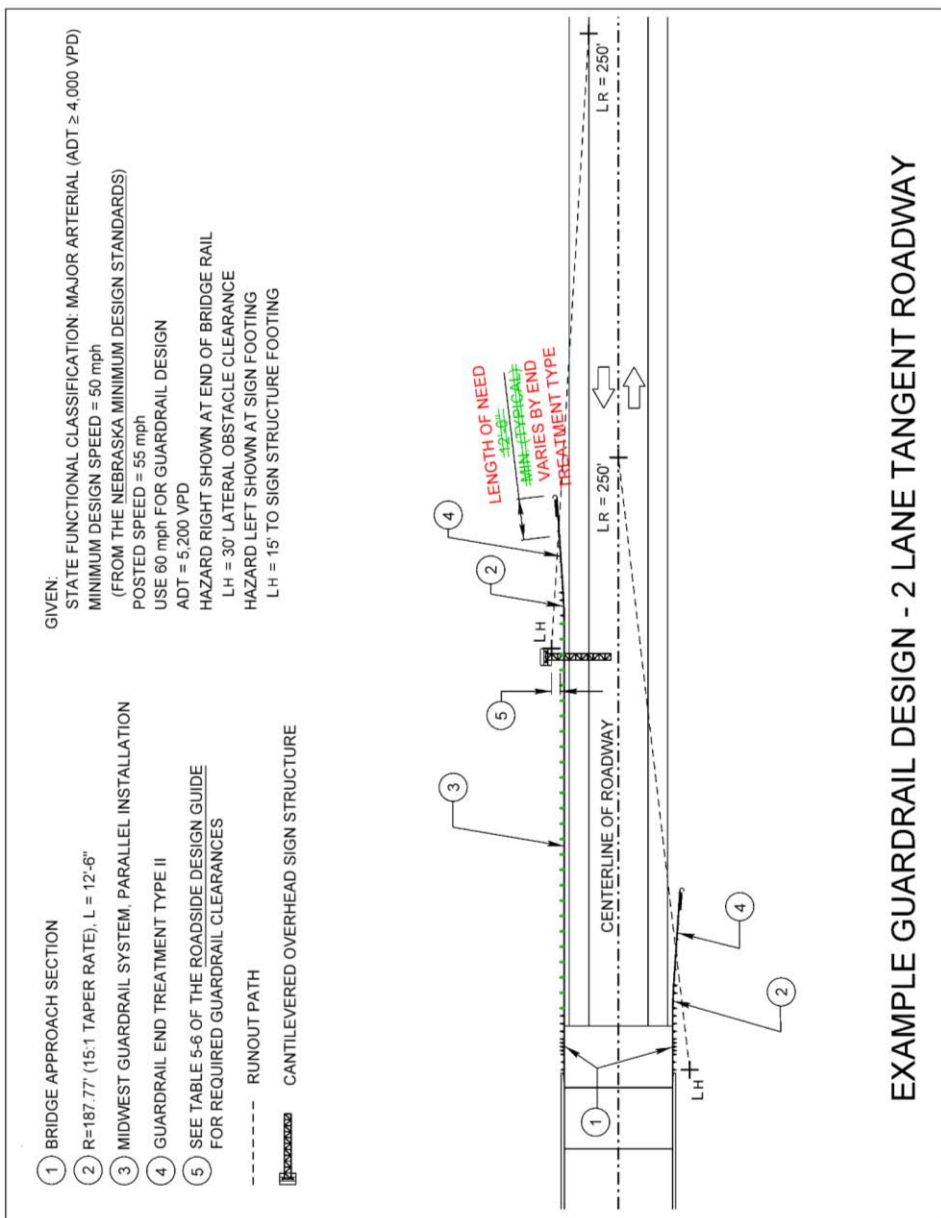 1 BRIDGE APPROACH SECTION
2 R=187.77' (15:1 TAPER RATE), L = 12'-6"
3 MIDWEST GUARDRAIL SYSTEM, PARALLEL INSTALLATION
4 GUARDRAIL END TREATMENT TYPE II
5 SEE TABLE 5-6 OF THE ROADSIDE DESIGN GUIDE
FOR REQUIRED GUARDRAIL CLEARANCES
RUNOUT PATH
CANTILEVERED OVERHEAD SIGN STRUCTURE
GIVEN:
STATE FUNCTIONAL CLASSIFICATION: MAJOR ARTERIAL (ADT ≥ 4,000 VPD)
MINIMUM DESIGN SPEED = 50 mph
(FROM THE NEBRASKA MINIMUM DESIGN STANDARDS)
POSTED SPEED = 55 mph
USE 60 mph FOR GUARDRAIL DESIGN
ADT = 5,200 VPD
HAZARD RIGHT SHOWN AT END OF BRIDGE RAIL
LH = 30' LATERAL OBSTACLE CLEARANCE
HAZARD LEFT SHOWN AT SIGN FOOTING
LH = 15' TO SIGN STRUCTURE FOOTING
LENGTH OF NEED
12'-6"
MIN. (TYPICAL)
VARIES BY END
TREATMENT TYPE
3
5
LH
2
4
LR = 250'
CENTERLINE OF ROADWAY
LR = 250'
1
LH
2
4
EXAMPLE GUARDRAIL DESIGN - 2 LANE TANGENT ROADWAY